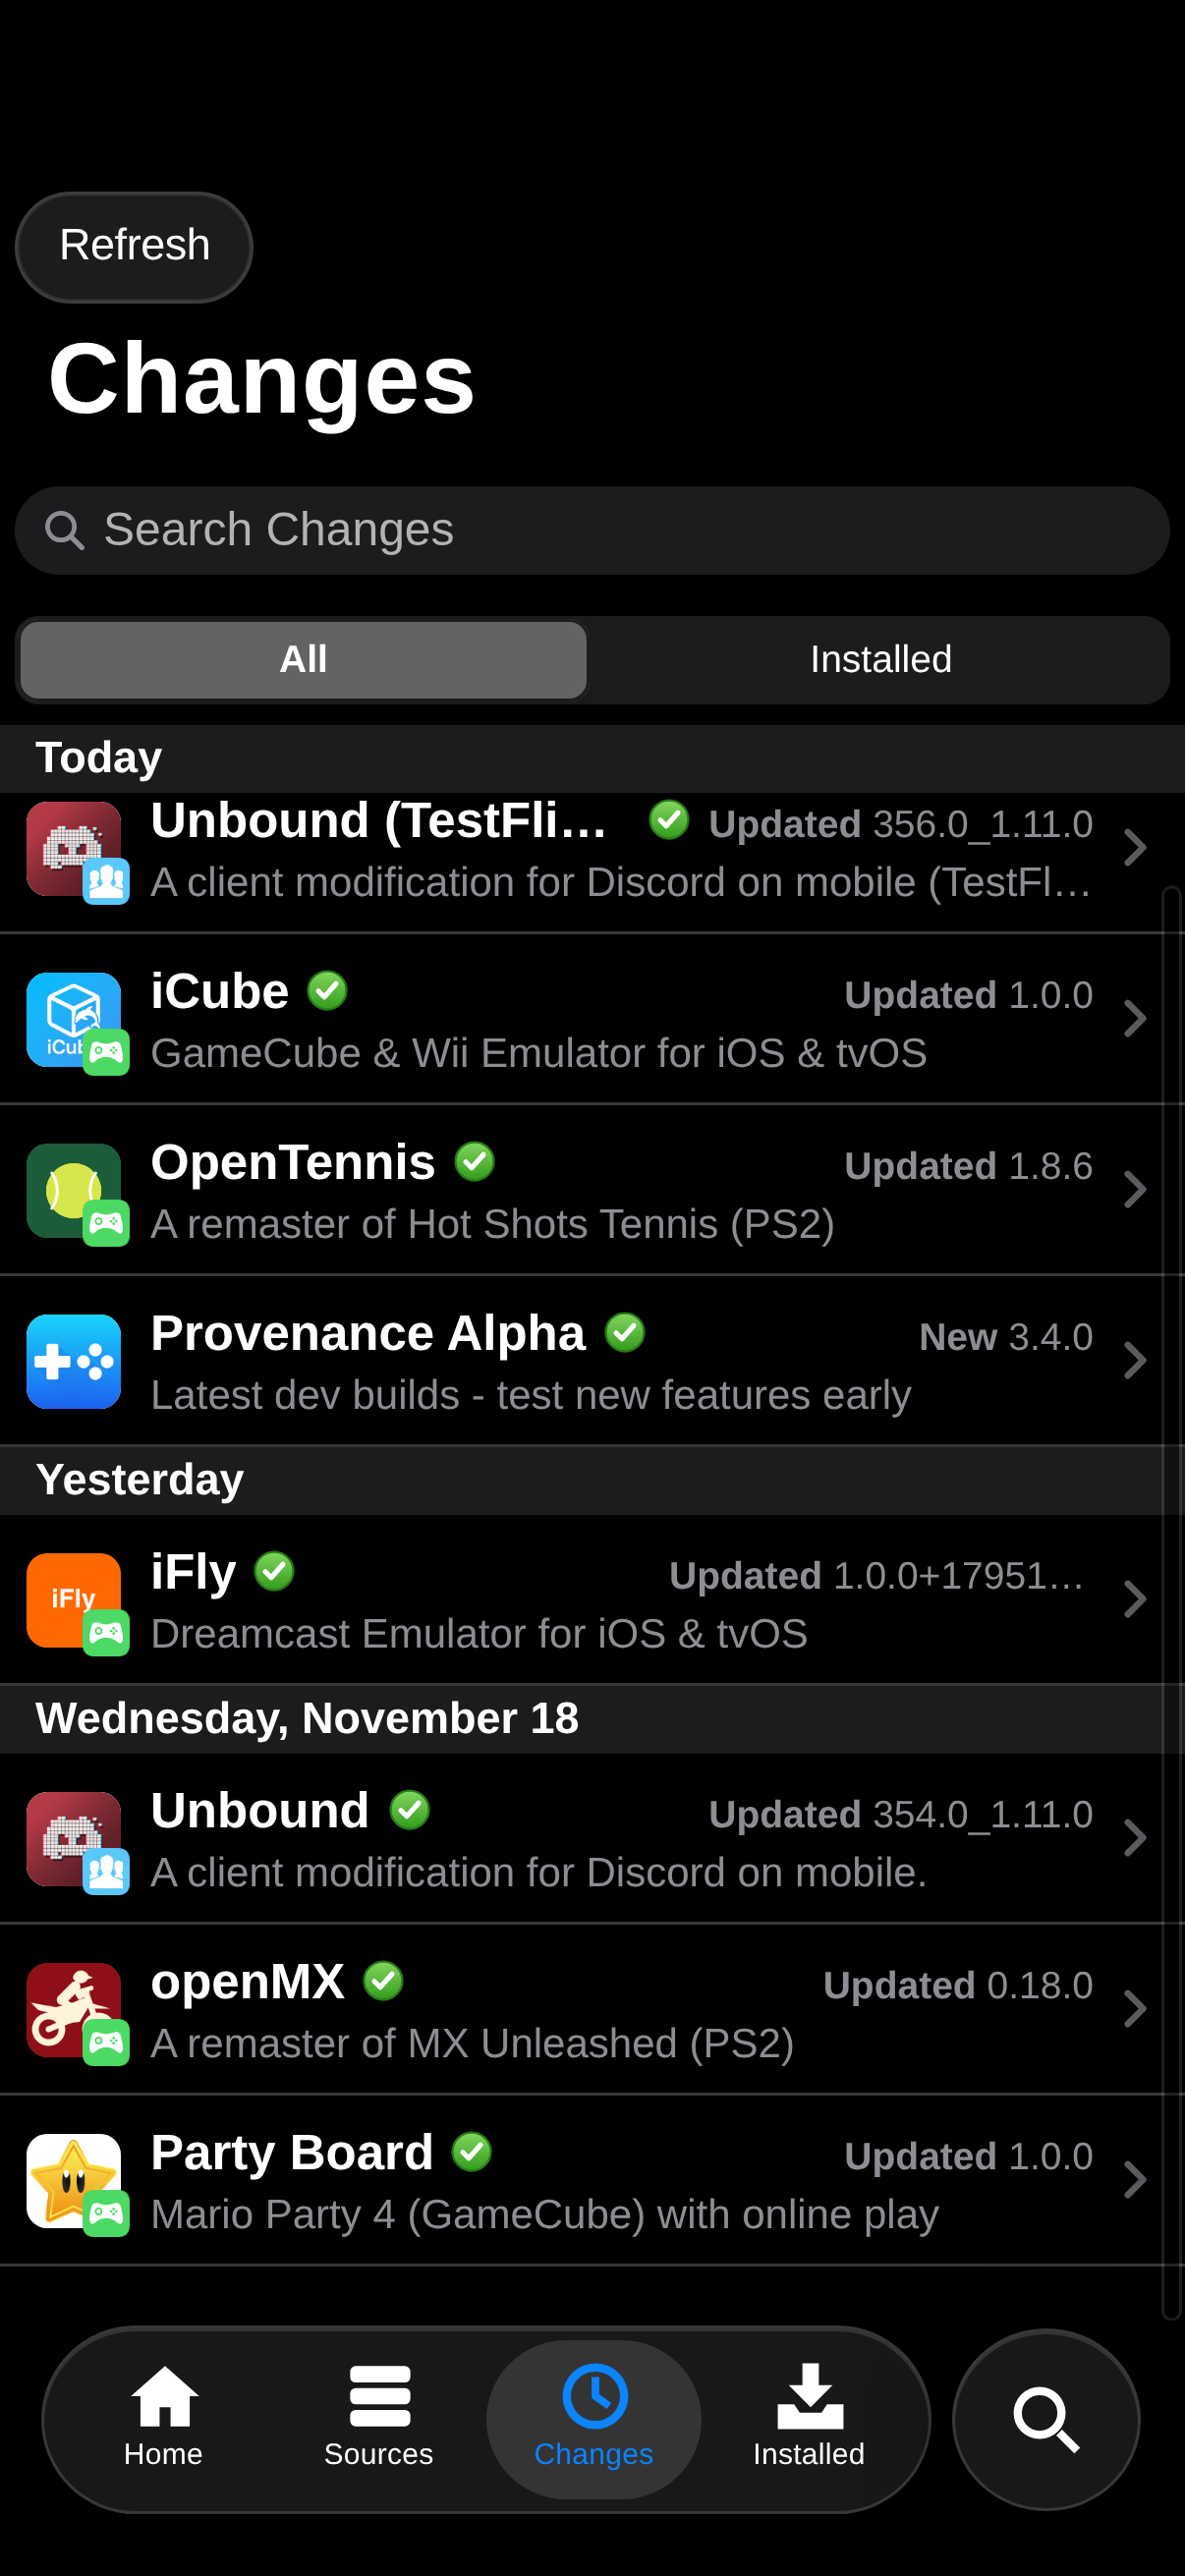 Refresh
Changes
Search Changes
All
Installed
Today
Unbound (TestFli…
Updated 356.0_1.11.0
A client modification for Discord on mobile (TestFl…
iCube
Updated 1.0.0
GameCube & Wii Emulator for iOS & tvOS
OpenTennis
Updated 1.8.6
A remaster of Hot Shots Tennis (PS2)
Provenance Alpha
New 3.4.0
Latest dev builds - test new features early
Yesterday
iFly
iFly
Updated 1.0.0+17951…
Dreamcast Emulator for iOS & tvOS
Wednesday, November 18
Unbound
Updated 354.0_1.11.0
A client modification for Discord on mobile.
openMX
Updated 0.18.0
A remaster of MX Unleashed (PS2)
Party Board
Updated 1.0.0
Mario Party 4 (GameCube) with online play
Home
Sources
Changes
Installed